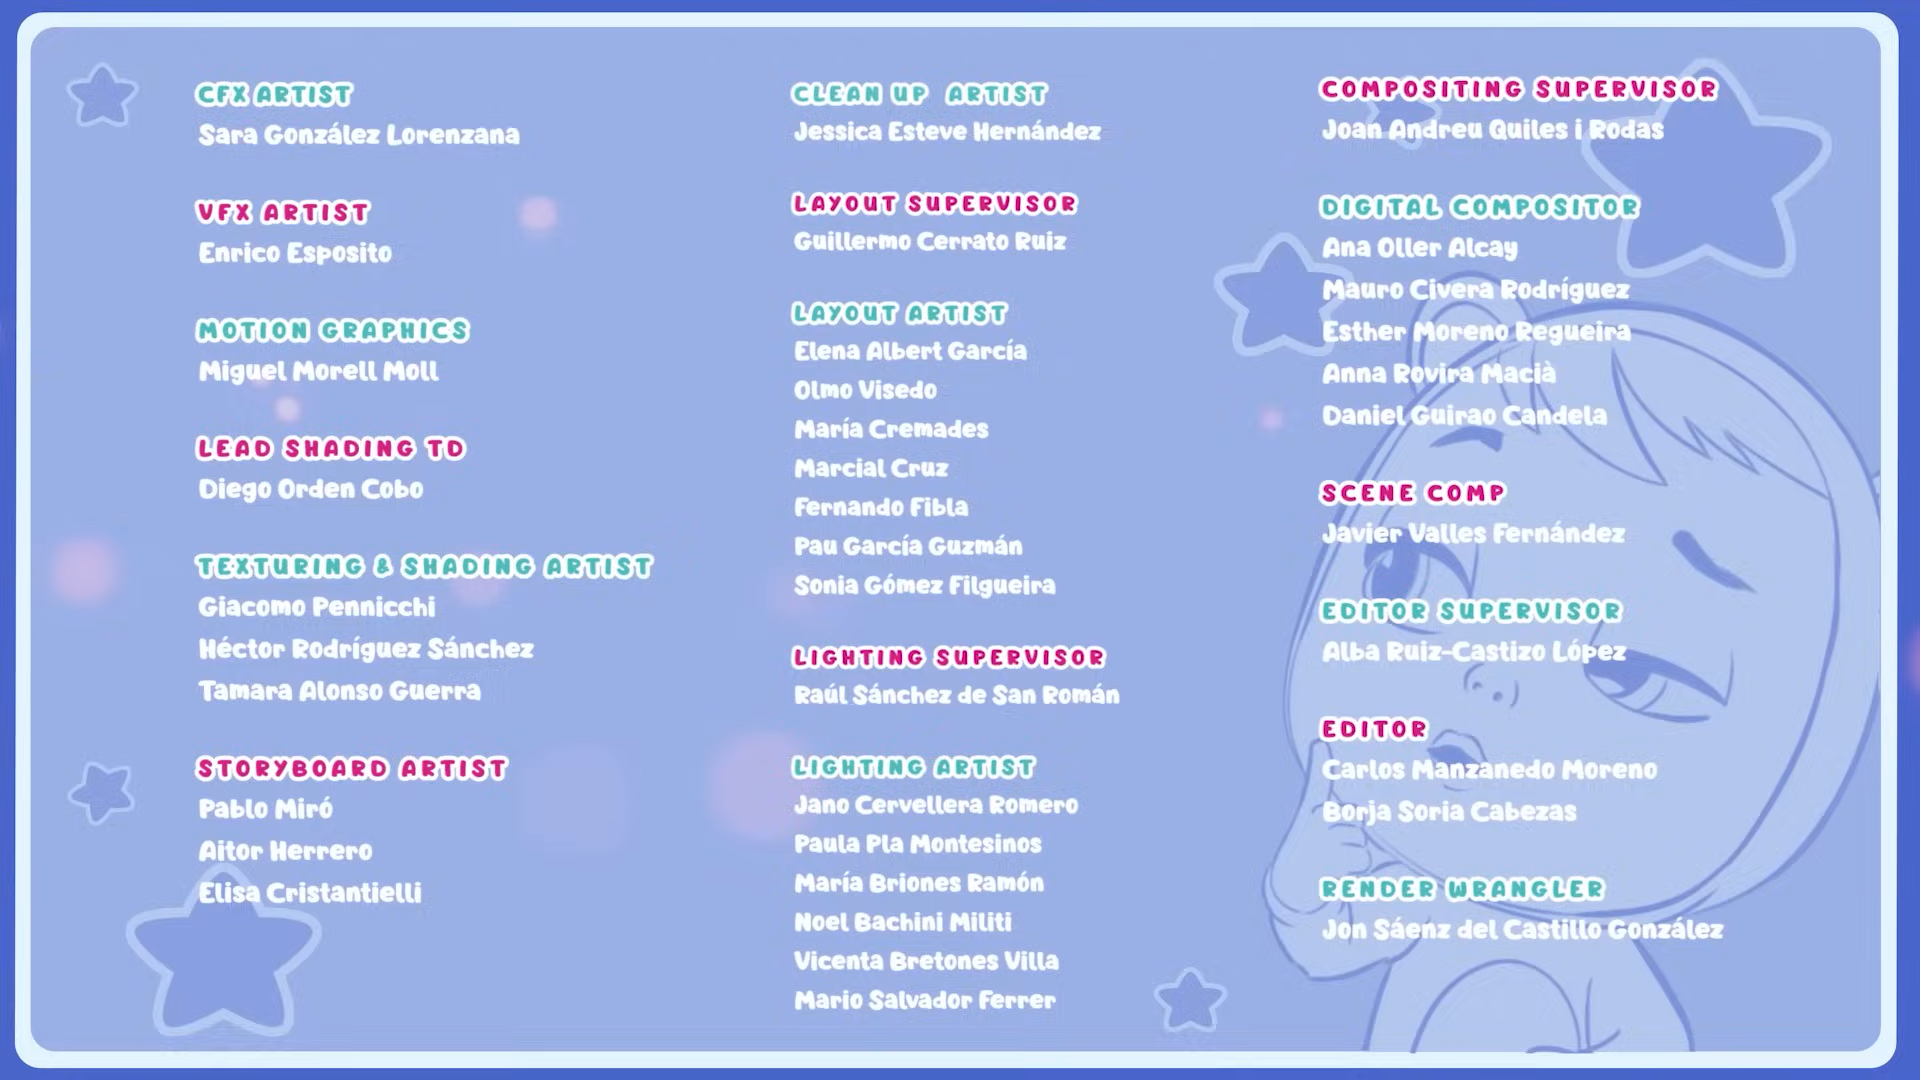 CFX ARTIST
Sara González Lorenzana
VFX ARTIST
Enrico Esposito
MOTION GRAPHICS
Miguel Morell Moll
LEAD SHADING TD
Diego Orden Cobo
TEXTURING & SHADING ARTIST
Giacomo Pennicchi
Héctor Rodríguez Sánchez
Tamara Alonso Guerra
STORYBOARD ARTIST
Pablo Miró
Aitor Herrero
Elisa Cristantielli
CLEAN UP ARTIST
Jessica Esteve Hernández
LAYOUT SUPERVISOR
Guillermo Cerrato Ruiz
LAYOUT ARTIST
Elena Albert García
Olmo Visedo
María Cremades
Marcial Cruz
Fernando Fibla
Pau García Guzmán
Sonia Gómez Filgueira
LIGHTING SUPERVISOR
Raúl Sánchez de San Román
LIGHTING ARTIST
Jano Cervellera Romero
Paula Pla Montesinos
María Briones Ramón
Noel Bachini Militi
Vicenta Bretones Villa
Mario Salvador Ferrer
COMPOSITING SUPERVISOR
Joan Andreu Quiles i Rodas
DIGITAL COMPOSITOR
Ana Oller Alcay
Mauro Civera Rodríguez
Esther Moreno Regueira
Anna Rovira Macià
Daniel Guirao Candela
SCENE COMP
Javier Valles Fernández
EDITOR SUPERVISOR
Alba Ruiz-Castizo López
EDITOR
Carlos Manzanedo Moreno
Borja Soria Cabezas
RENDER WRANGLER
Jon Sáenz del Castillo González